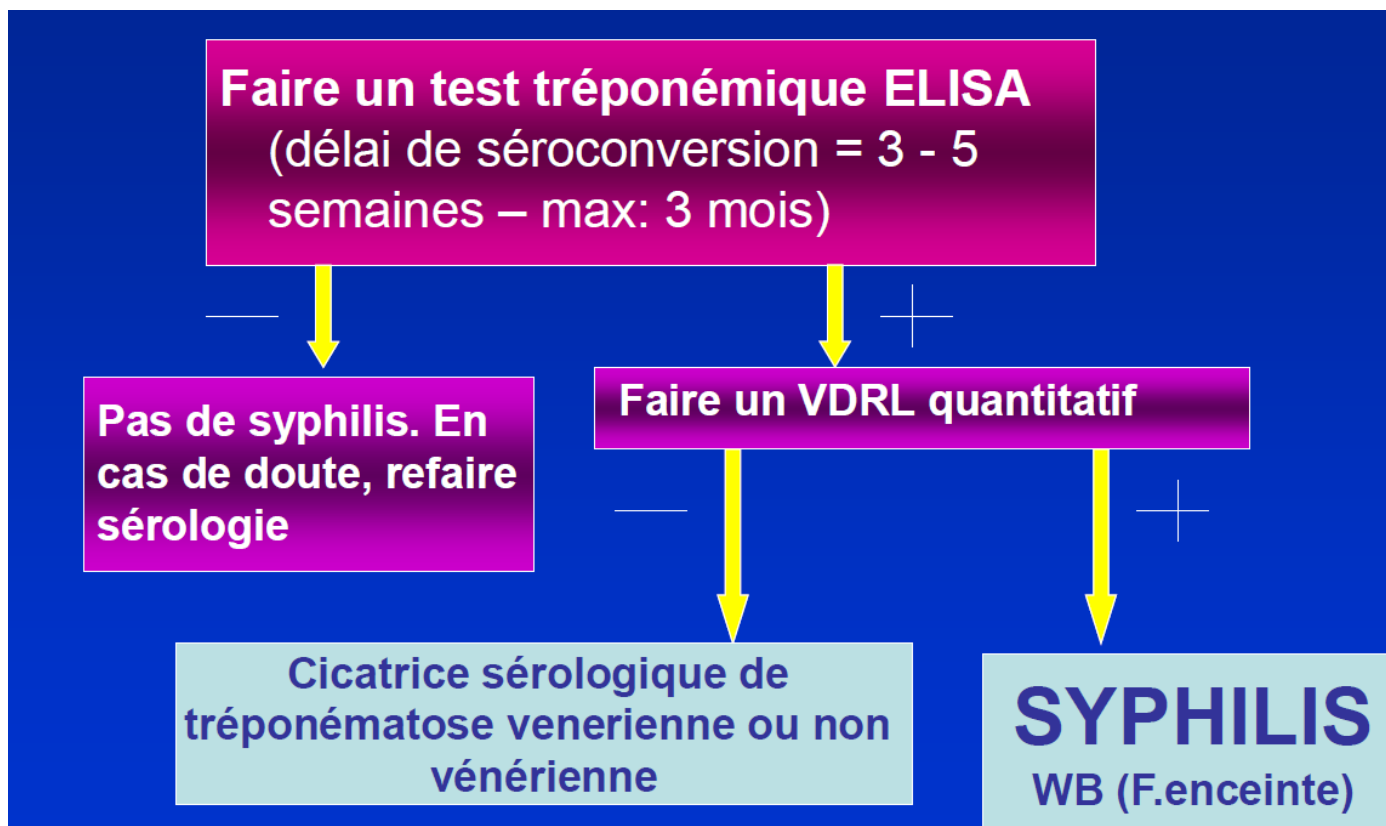 Faire un test tréponémique ELISA
(délai de séroconversion = 3 - 5
semaines – max: 3 mois)
Pas de syphilis. En
cas de doute, refaire
sérologie
Faire un VDRL quantitatif
Cicatrice sérologique de
tréponématose venerienne ou non
vénérienne
SYPHILIS
WB (F.enceinte)